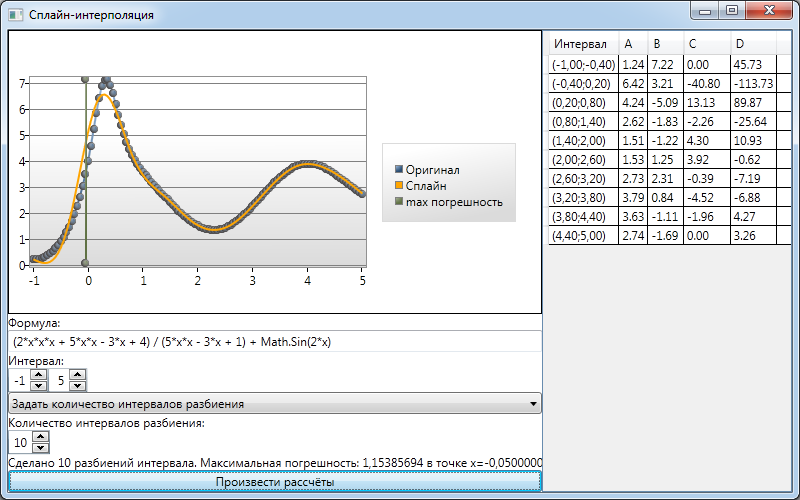 Сплайн-интерполяция
7
6
5
4
3
2
1
0
-1 0 1 2 3 4 5
Оригинал
Сплайн
max погрешность
Формула:
(2*x*x*x + 5*x*x - 3*x + 4) / (5*x*x - 3*x + 1) + Math.Sin(2*x)
Интервал:
-1 5
Задать количество интервалов разбиения
Количество интервалов разбиения:
10
Сделано 10 разбиений интервала. Максимальная погрешность: 1,15385694 в точке x=-0,0500000
Произвести рассчёты
Интервал A B C D
(-1,00;-0,40) 1.24 7.22 0.00 45.73
(-0,40;0,20) 6.42 3.21 -40.80 -113.73
(0,20;0,80) 4.24 -5.09 13.13 89.87
(0,80;1,40) 2.62 -1.83 -2.26 -25.64
(1,40;2,00) 1.51 -1.22 4.30 10.93
(2,00;2,60) 1.53 1.25 3.92 -0.62
(2,60;3,20) 2.73 2.31 -0.39 -7.19
(3,20;3,80) 3.79 0.84 -4.52 -6.88
(3,80;4,40) 3.63 -1.11 -1.96 4.27
(4,40;5,00) 2.74 -1.69 0.00 3.26